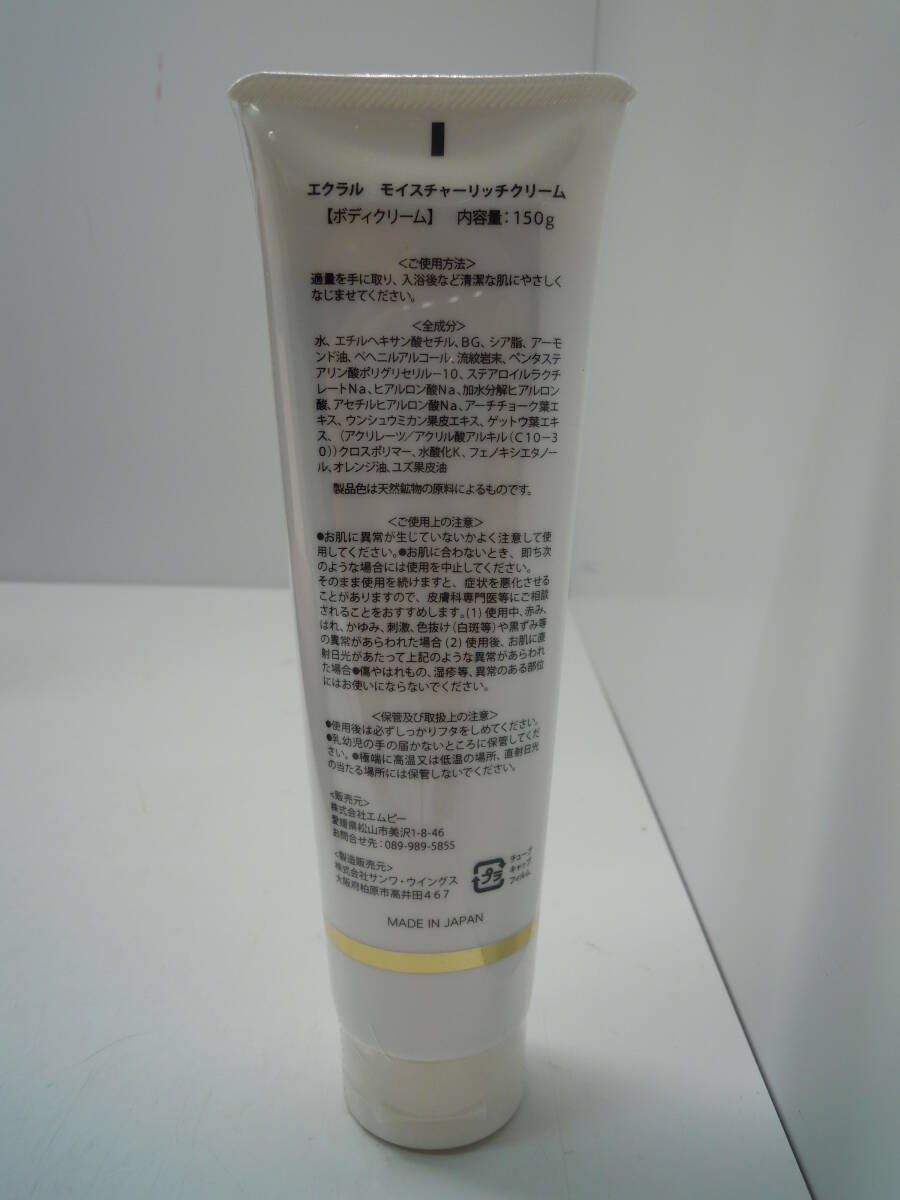 エクラル モイスチャーリッチクリーム
【ボディクリーム】 内容量：150g
＜ご使用方法＞
適量を手に取り、入浴後など清潔な肌にやさしく
なじませてください。
＜全成分＞
水、エチルヘキサン酸セチル、BG、シア脂、アーモ
ンド油、ベヘニルアルコール、流紋岩末、ペンタステ
アリン酸ポリグリセリル－10、ステアロイルラクチ
レートNa、ヒアルロン酸Na、加水分解ヒアルロン
酸、アセチルヒアルロン酸Na、アーチチョーク葉エ
キス、ウンシュウミカン果皮エキス、ゲットウ葉エキ
ス、（アクリレーツ/アクリル酸アルキル（C10－3
0））クロスポリマー、水酸化K、フェノキシエタノー
ル、オレンジ油、ユズ果皮油
製品色は天然鉱物の原料によるものです。
＜ご使用上の注意＞
●お肌に異常が生じていないかよく注意して使
用してください。●お肌に合わないとき、即ち次
のような場合には使用を中止してください。
そのまま使用を続けますと、症状を悪化させる
ことがありますので、皮膚科専門医等にご相談
されることをおすすめします。(1)使用中、赤み、
はれ、かゆみ、刺激、色抜け(白斑等)や黒ずみ等
の異常があらわれた場合(2)使用後、お肌に直
射日光があたって上記のような異常があらわれ
た場合●傷やはれもの、湿疹等、異常のある部位
にはお使いにならないでください。
＜保管及び取扱上の注意＞
●使用後は必ずしっかりフタをしめてください。
●乳幼児の手の届かないところに保管してくだ
さい。●極端に高温又は低温の場所、直射日光
の当たる場所には保管しないでください。
＜販売元＞
株式会社エムピー
愛媛県松山市美沢1-8-46
お問合せ先：089-989-5855
＜製造販売元＞
株式会社サンワ・ウイングス
大阪府柏原市高井田467
プラ
チューブ
キャップ
フィルム
MADE IN JAPAN